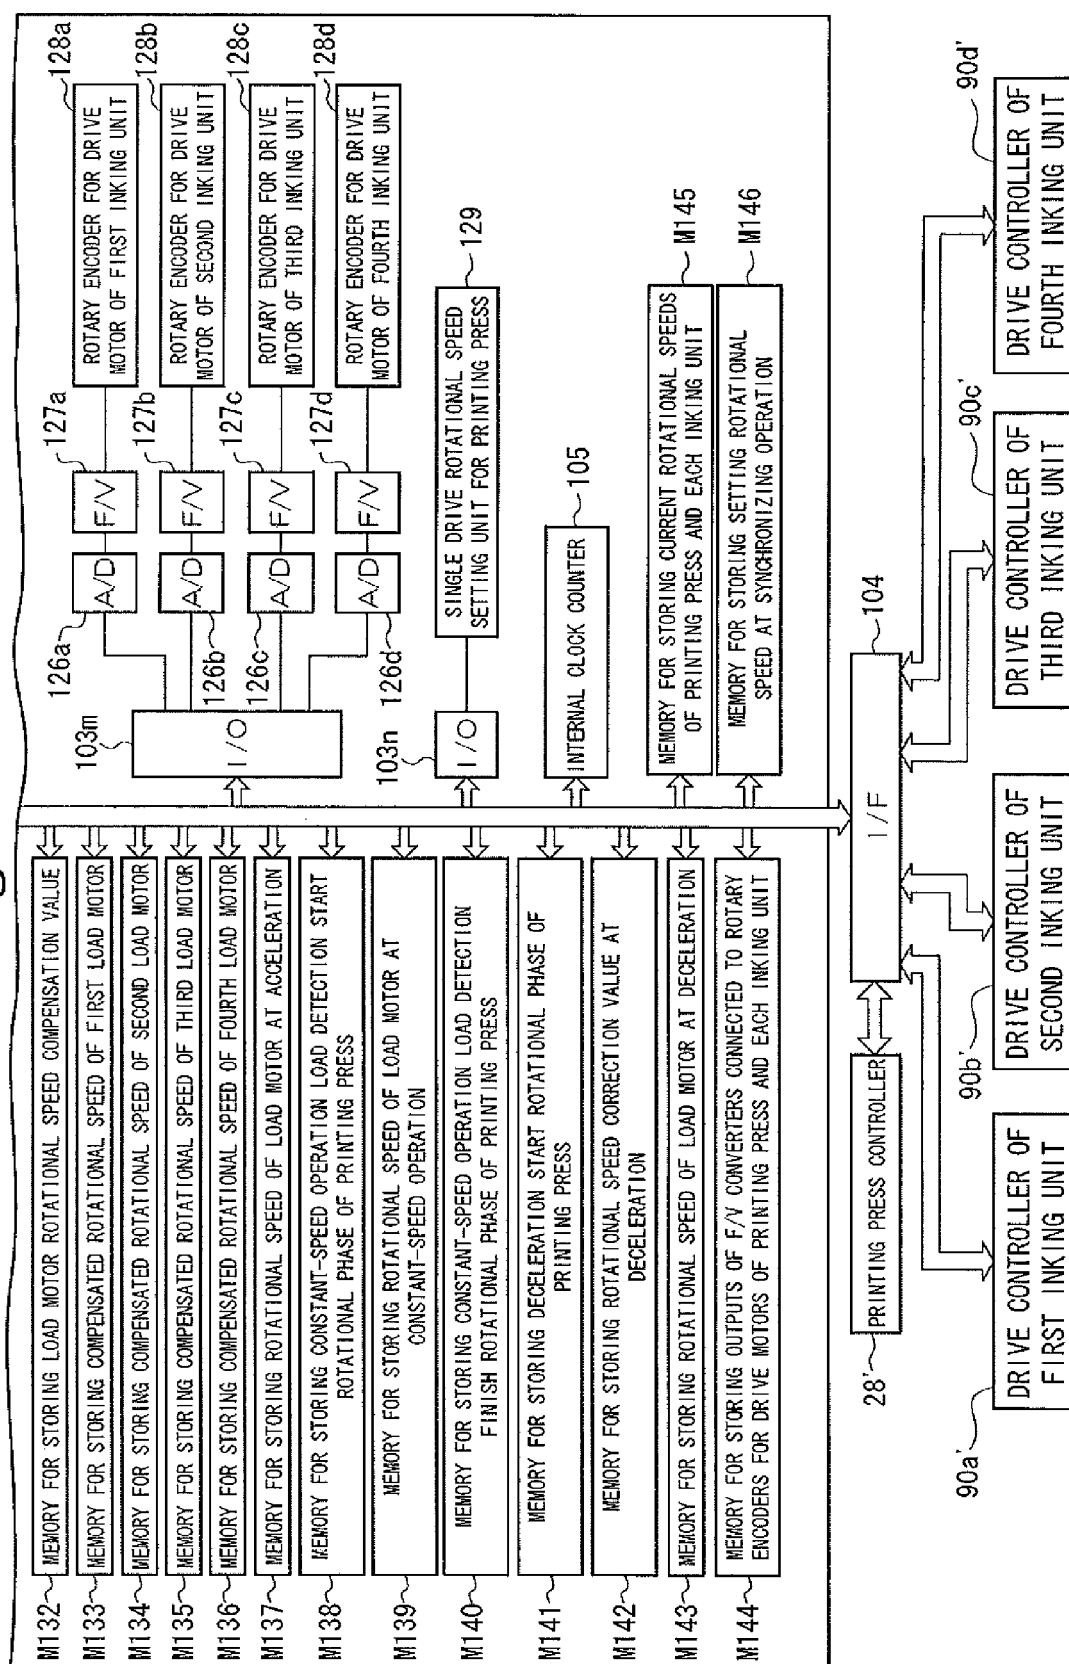 M132
MEMORY FOR STORING LOAD MOTOR ROTATIONAL SPEED COMPENSATION VALUE
M133
MEMORY FOR STORING COMPENSATED ROTATIONAL SPEED OF FIRST LOAD MOTOR
M134
MEMORY FOR STORING COMPENSATED ROTATIONAL SPEED OF SECOND LOAD MOTOR
M135
MEMORY FOR STORING COMPENSATED ROTATIONAL SPEED OF THIRD LOAD MOTOR
M136
MEMORY FOR STORING COMPENSATED ROTATIONAL SPEED OF FOURTH LOAD MOTOR
M137
MEMORY FOR STORING ROTATIONAL SPEED OF LOAD MOTOR AT ACCELERATION
M138
MEMORY FOR STORING CONSTANT-SPEED OPERATION LOAD DETECTION START
ROTATIONAL PHASE OF PRINTING PRESS
M139
MEMORY FOR STORING ROTATIONAL SPEED OF LOAD MOTOR AT
CONSTANT-SPEED OPERATION
M140
MEMORY FOR STORING CONSTANT-SPEED OPERATION LOAD DETECTION
FINISH ROTATIONAL PHASE OF PRINTING PRESS
M141
MEMORY FOR STORING DECELERATION START ROTATIONAL PHASE OF
PRINTING PRESS
M142
MEMORY FOR STORING ROTATIONAL SPEED CORRECTION VALUE AT
DECELERATION
M143
MEMORY FOR STORING ROTATIONAL SPEED OF LOAD MOTOR AT DECELERATION
M144
MEMORY FOR STORING OUTPUTS OF F/V CONVERTERS CONNECTED TO ROTARY
ENCODERS FOR DRIVE MOTORS OF PRINTING PRESS AND EACH INKING UNIT
103m
I/O
126a
A/D
127a
F/V
128a
ROTARY ENCODER FOR DRIVE
MOTOR OF FIRST INKING UNIT
126b
A/D
127b
F/V
128b
ROTARY ENCODER FOR DRIVE
MOTOR OF SECOND INKING UNIT
126c
A/D
127c
F/V
128c
ROTARY ENCODER FOR DRIVE
MOTOR OF THIRD INKING UNIT
126d
A/D
127d
F/V
128d
ROTARY ENCODER FOR DRIVE
MOTOR OF FOURTH INKING UNIT
103n
I/O
SINGLE DRIVE ROTATIONAL SPEED
SETTING UNIT FOR PRINTING PRESS
129
INTERNAL CLOCK COUNTER
105
MEMORY FOR STORING CURRENT ROTATIONAL SPEEDS
OF PRINTING PRESS AND EACH INKING UNIT
M145
MEMORY FOR STORING SETTING ROTATIONAL
SPEED AT SYNCHRONIZING OPERATION
M146
28'
PRINTING PRESS CONTROLLER
I/F
104
90a'
DRIVE CONTROLLER OF
FIRST INKING UNIT
90b'
DRIVE CONTROLLER OF
SECOND INKING UNIT
90c'
DRIVE CONTROLLER OF
THIRD INKING UNIT
90d'
DRIVE CONTROLLER OF
FOURTH INKING UNIT